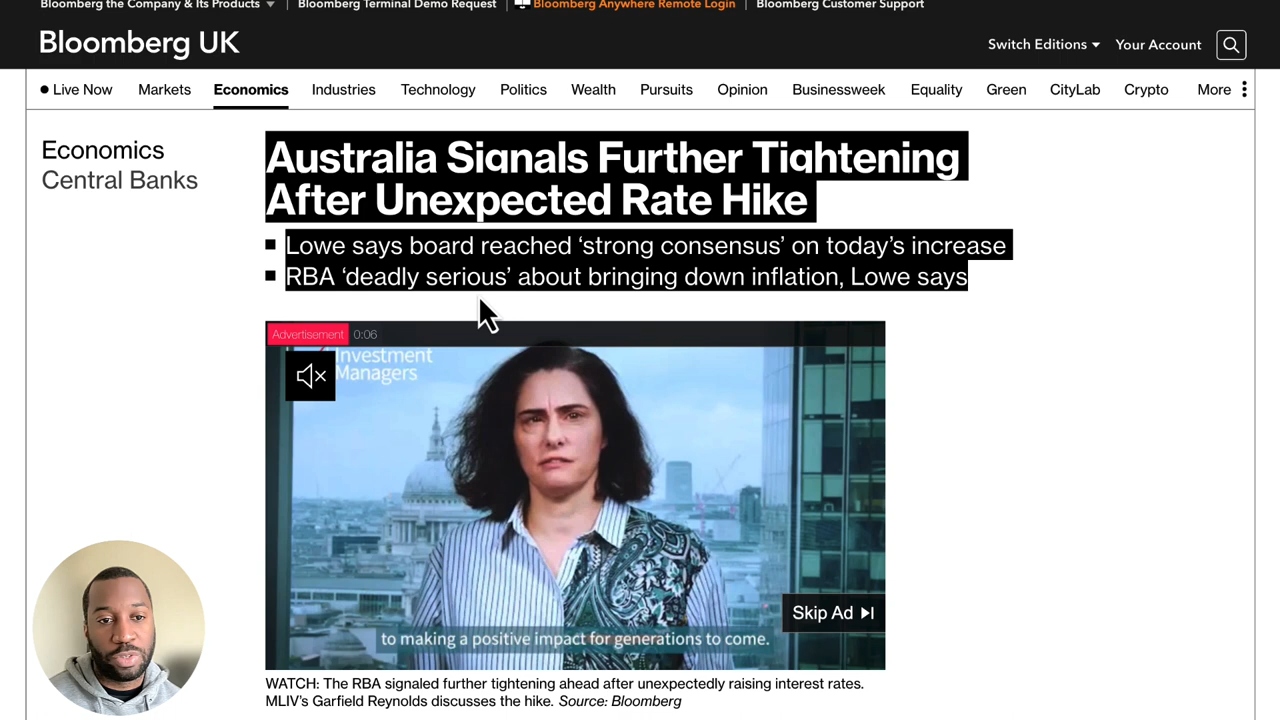 Bloomberg the Company & Its Products
Bloomberg Terminal Demo Request
Bloomberg Anywhere Remote Login
Bloomberg Customer Support
Bloomberg UK
Switch Editions
Your Account
Live Now
Markets
Economics
Industries
Technology
Politics
Wealth
Pursuits
Opinion
Businessweek
Equality
Green
CityLab
Crypto
More
Economics
Central Banks
Australia Signals Further Tightening
After Unexpected Rate Hike
Lowe says board reached ‘strong consensus’ on today’s increase
RBA ‘deadly serious’ about bringing down inflation, Lowe says
Advertisement 0:06
Investment
Managers
Skip Ad
to making a positive impact for generations to come.
WATCH: The RBA signaled further tightening ahead after unexpectedly raising interest rates.
MLIV’s Garfield Reynolds discusses the hike. Source: Bloomberg